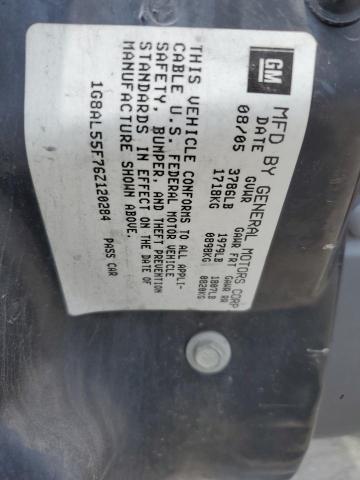 GM
MFD BY GENERAL MOTORS CORP
DATE GVWR GAWR FRT GAWR RR
08/05 3786LB 1979LB 1807LB
1718KG 0898KG 0820KG
THIS VEHICLE CONFORMS TO ALL APPLI-
CABLE U.S. FEDERAL MOTOR VEHICLE
SAFETY, BUMPER, AND THEFT PREVENTION
STANDARDS IN EFFECT ON THE DATE OF
MANUFACTURE SHOWN ABOVE.
1G8AL55F76Z120284 PASS CAR